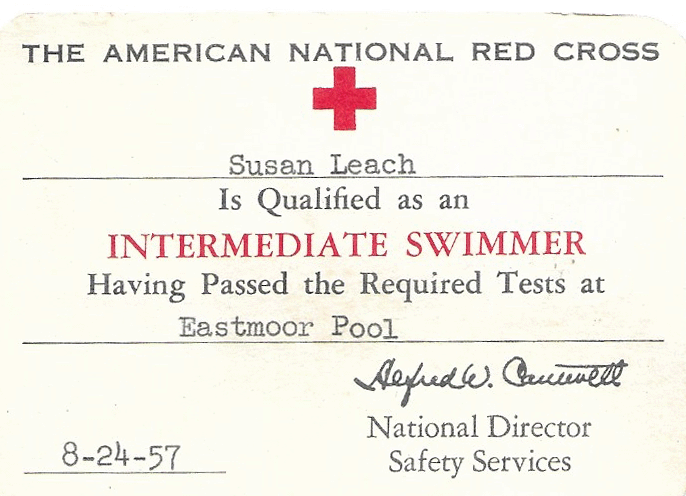 THE AMERICAN NATIONAL RED CROSS
Susan Leach
Is Qualified as an
INTERMEDIATE SWIMMER
Having Passed the Required Tests at
Eastmoor Pool
Alfred W. Cantwell
National Director
8-24-57
Safety Services